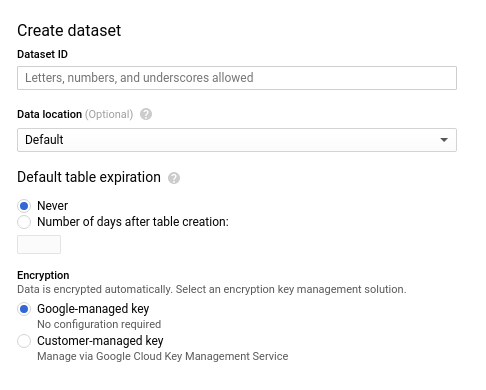 Create dataset
Dataset ID
Letters, numbers, and underscores allowed
Data location (Optional) ?
Default
Default table expiration ?
Never
Number of days after table creation:
Encryption
Data is encrypted automatically. Select an encryption key management solution.
Google-managed key
No configuration required
Customer-managed key
Manage via Google Cloud Key Management Service